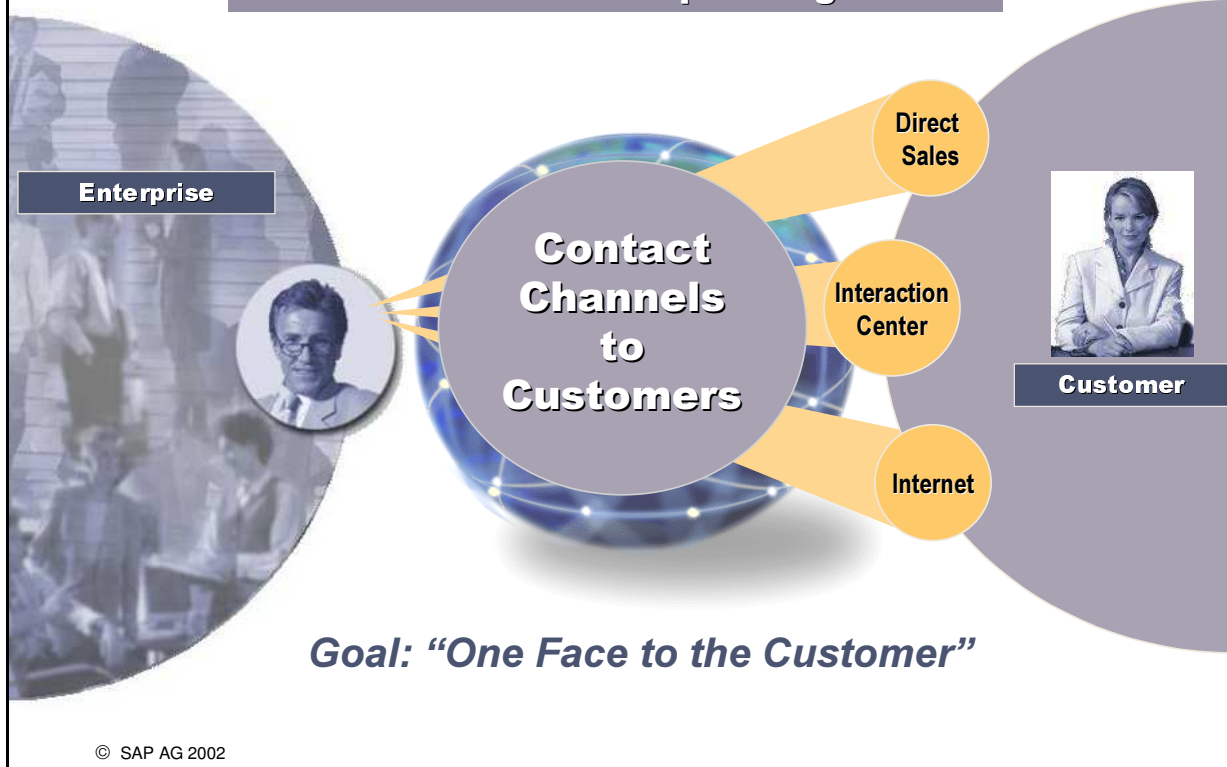 Enterprise
Contact
Channels
to
Customers
Direct
Sales
Interaction
Center
Internet
Customer
Goal: “One Face to the Customer”
© SAP AG 2002